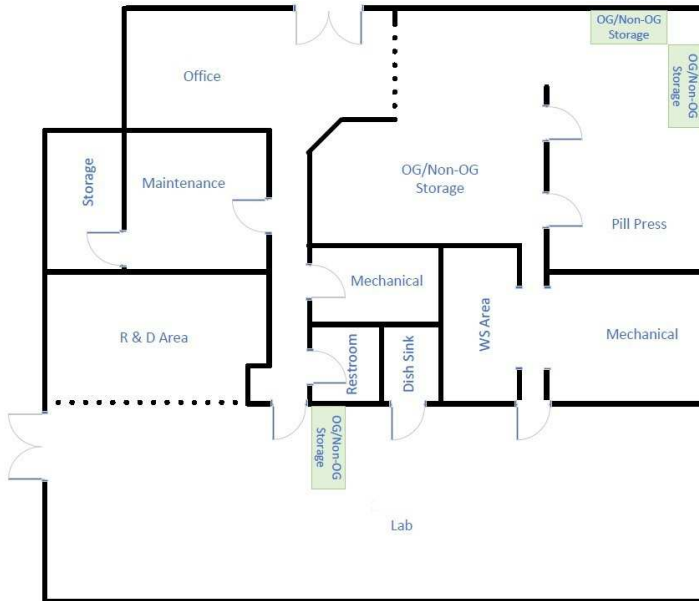 OG/Non-OG
Storage
OG/Non-OG
Storage
Office
Storage
Maintenance
OG/Non-OG
Storage
Pill Press
Mechanical
R & D Area
Restroom
Dish Sink
WS Area
Mechanical
OG/Non-OG
Storage
Lab